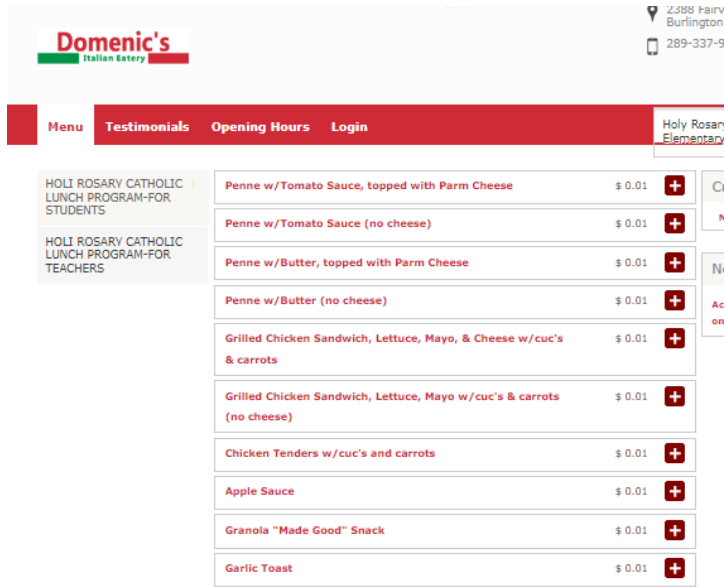 2388 Fairv
Burlington
289-337-9
Domenic's
Italian Eatery
Menu Testimonials Opening Hours Login
Holy Rosary
Elementary
HOLI ROSARY CATHOLIC
LUNCH PROGRAM-FOR
STUDENTS
HOLI ROSARY CATHOLIC
LUNCH PROGRAM-FOR
TEACHERS
Penne w/Tomato Sauce, topped with Parm Cheese $ 0.01
Penne w/Tomato Sauce (no cheese) $ 0.01
Penne w/Butter, topped with Parm Cheese $ 0.01
Penne w/Butter (no cheese) $ 0.01
Grilled Chicken Sandwich, Lettuce, Mayo, & Cheese w/cuc's $ 0.01
& carrots
Grilled Chicken Sandwich, Lettuce, Mayo w/cuc's & carrots $ 0.01
(no cheese)
Chicken Tenders w/cuc's and carrots $ 0.01
Apple Sauce $ 0.01
Granola "Made Good" Snack $ 0.01
Garlic Toast $ 0.01